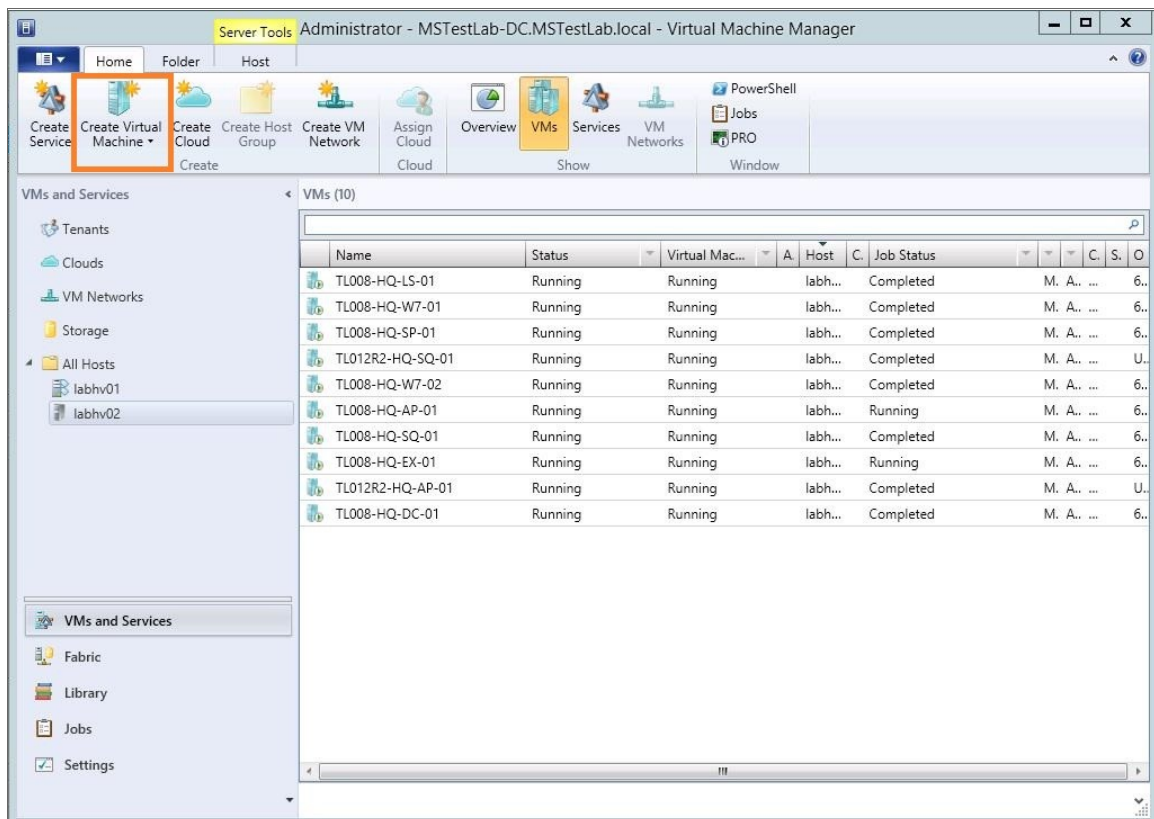 Server Tools
Administrator - MSTestLab-DC.MSTestLab.local - Virtual Machine Manager
Home Folder Host
Create Service
Create Virtual Machine
Create Cloud
Create Host Group
Create VM Network
Assign Cloud
Overview
VMs
Services
VM Networks
PowerShell
Jobs
PRO
Create
Cloud
Show
Window
VMs and Services
Tenants
Clouds
VM Networks
Storage
All Hosts
labhv01
labhv02
VMs and Services
Fabric
Library
Jobs
Settings
VMs (10)
Name Status Virtual Mac... A. Host C. Job Status C. S. O
TL008-HQ-LS-01 Running Running labh... Completed M. A.. ... 6..
TL008-HQ-W7-01 Running Running labh... Completed M. A.. ... 6..
TL008-HQ-SP-01 Running Running labh... Completed M. A.. ... 6..
TL012R2-HQ-SQ-01 Running Running labh... Completed M. A.. ... U..
TL008-HQ-W7-02 Running Running labh... Completed M. A.. ... 6..
TL008-HQ-AP-01 Running Running labh... Running M. A.. ... 6..
TL008-HQ-SQ-01 Running Running labh... Completed M. A.. ... 6..
TL008-HQ-EX-01 Running Running labh... Running M. A.. ... 6..
TL012R2-HQ-AP-01 Running Running labh... Completed M. A.. ... U..
TL008-HQ-DC-01 Running Running labh... Completed M. A.. ... 6..